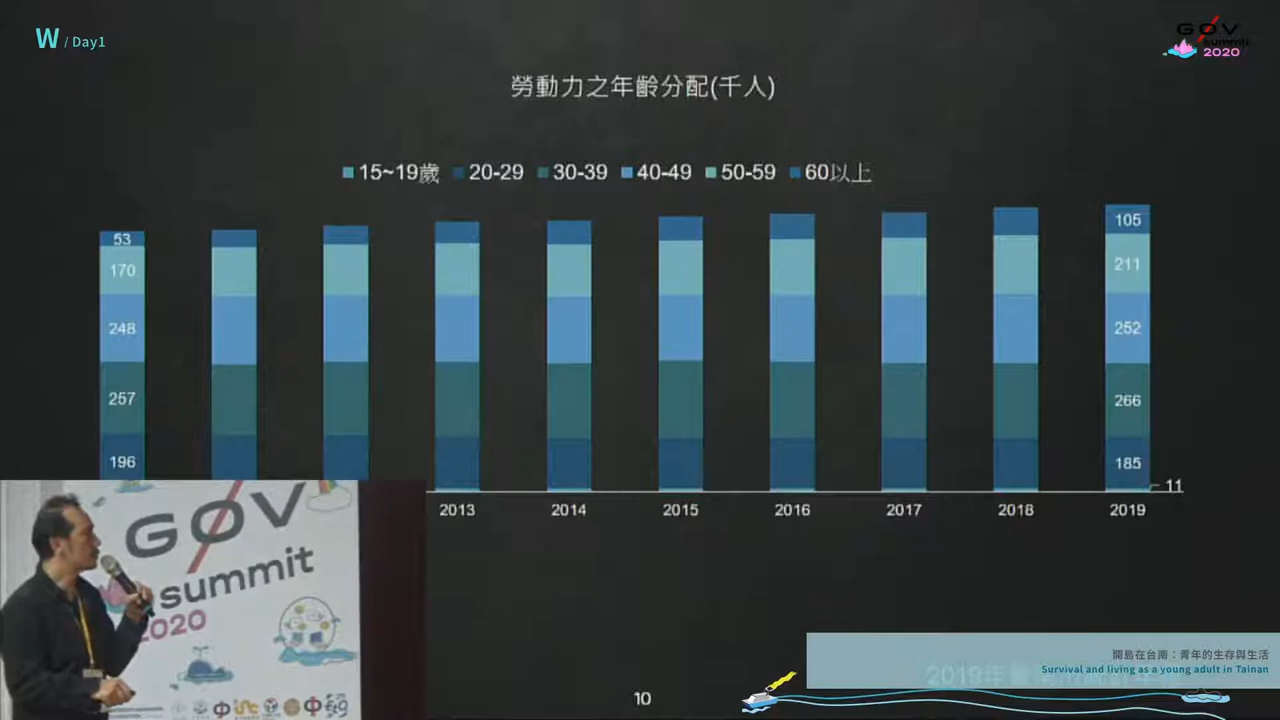 W / Day1
GØV
summit
2020
勞動力之年齡分配(千人)
15~19歲 20-29 30-39 40-49 50-59 60以上
53
170
248
257
196
105
211
252
266
185
11
2013 2014 2015 2016 2017 2018 2019
GØV
summit
2020
開島在台南：青年的生存與生活
Survival and living as a young adult in Tainan
10